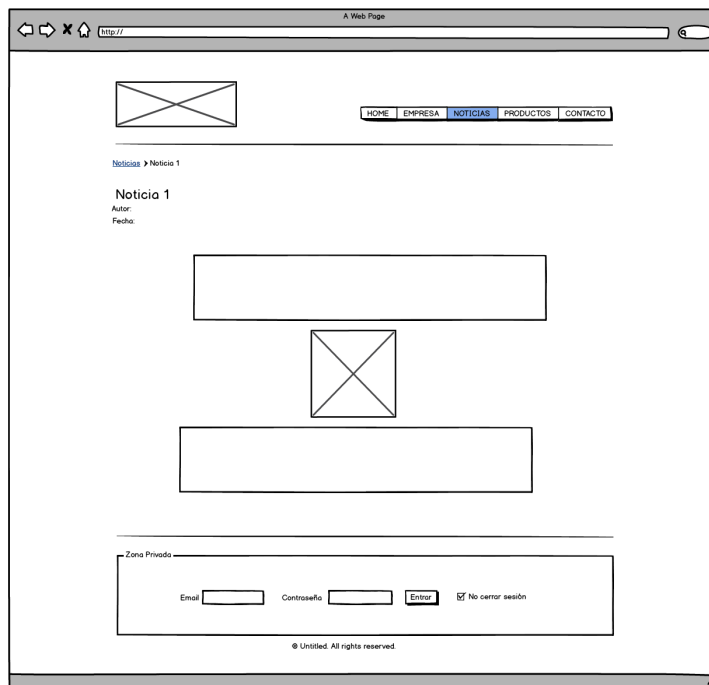 A Web Page
http://
HOME EMPRESA NOTICIAS PRODUCTOS CONTACTO
Noticias Noticia 1
Noticia 1
Autor:
Fecha:
Zona Privada
Email Contraseña Entrar No cerrar sesión
© Untitled. All rights reserved.